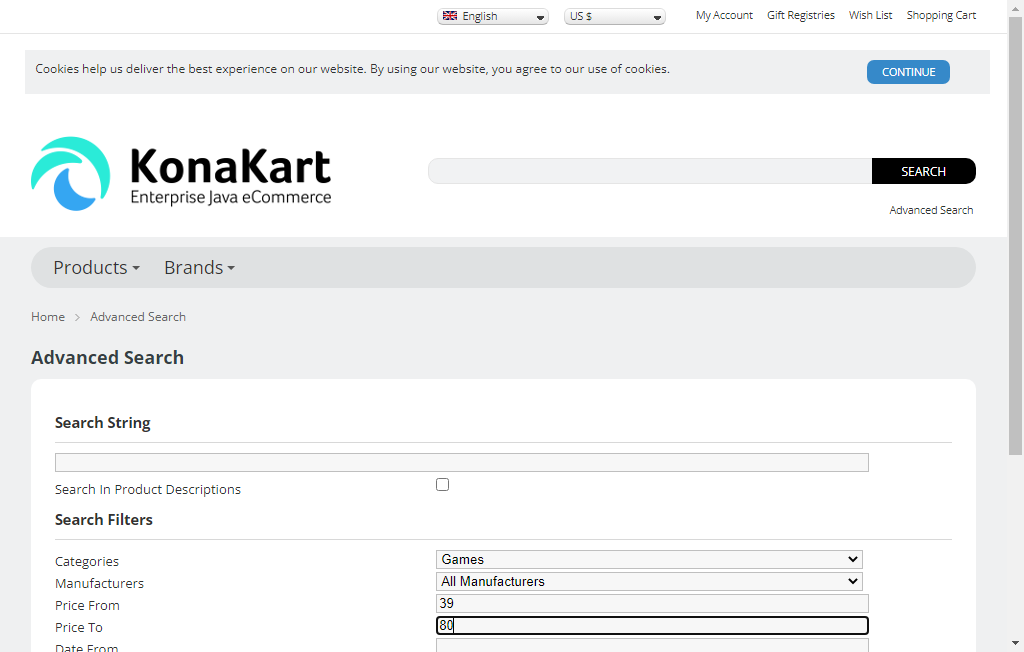 English US $ My Account Gift Registries Wish List Shopping Cart
Cookies help us deliver the best experience on our website. By using our website, you agree to our use of cookies. CONTINUE
KonaKart
Enterprise Java eCommerce
SEARCH
Advanced Search
Products Brands
Home Advanced Search
Advanced Search
Search String
Search In Product Descriptions
Search Filters
Categories Games
Manufacturers All Manufacturers
Price From 39
Price To 80
Date From